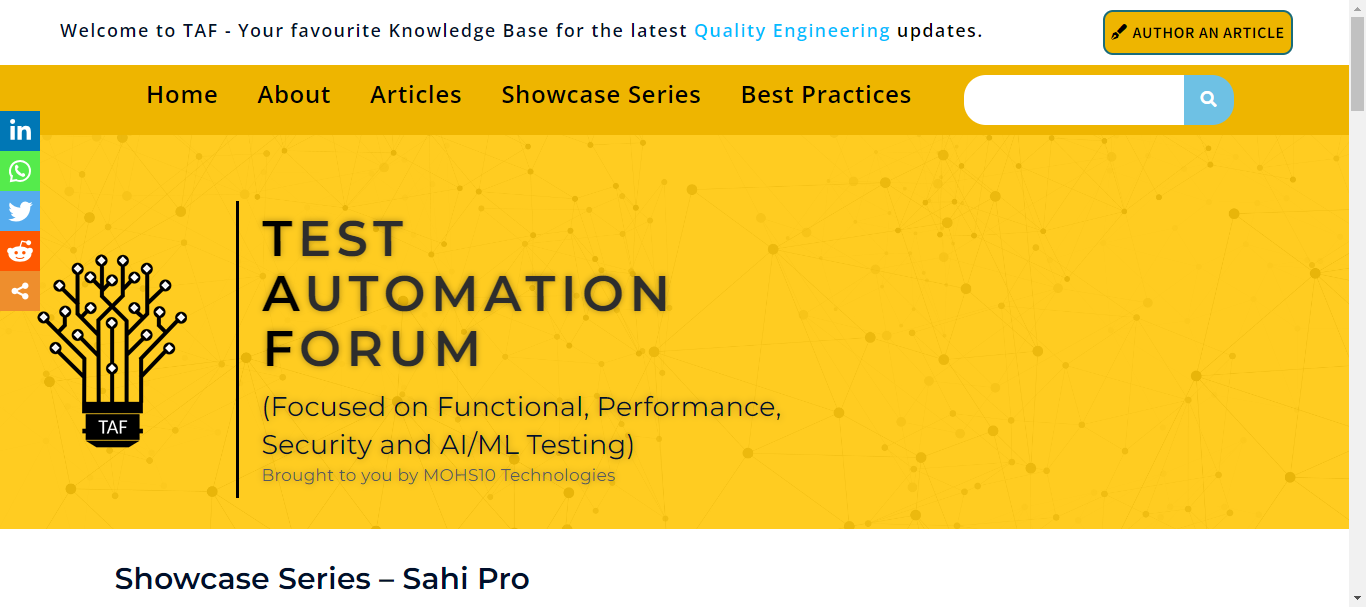 Welcome to TAF - Your favourite Knowledge Base for the latest Quality Engineering updates.
AUTHOR AN ARTICLE
Home About Articles Showcase Series Best Practices
in
TEST
AUTOMATION
FORUM
(Focused on Functional, Performance,
Security and AI/ML Testing)
Brought to you by MOHS10 Technologies
TAF
Showcase Series – Sahi Pro